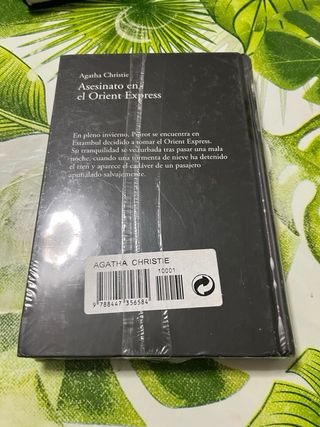 Agatha Christie
Asesinato en
el Orient Express
En pleno invierno, Poirot se encuentra en
Estambul decidido a tomar el Orient Express.
Su tranquilidad se ve turbada tras pasar una mala
noche, cuando una tormenta de nieve ha detenido
el tren y aparece el cadáver de un pasajero
apuñalado salvajemente.
AGATHA CHRISTIE
10001
9 788447 356584